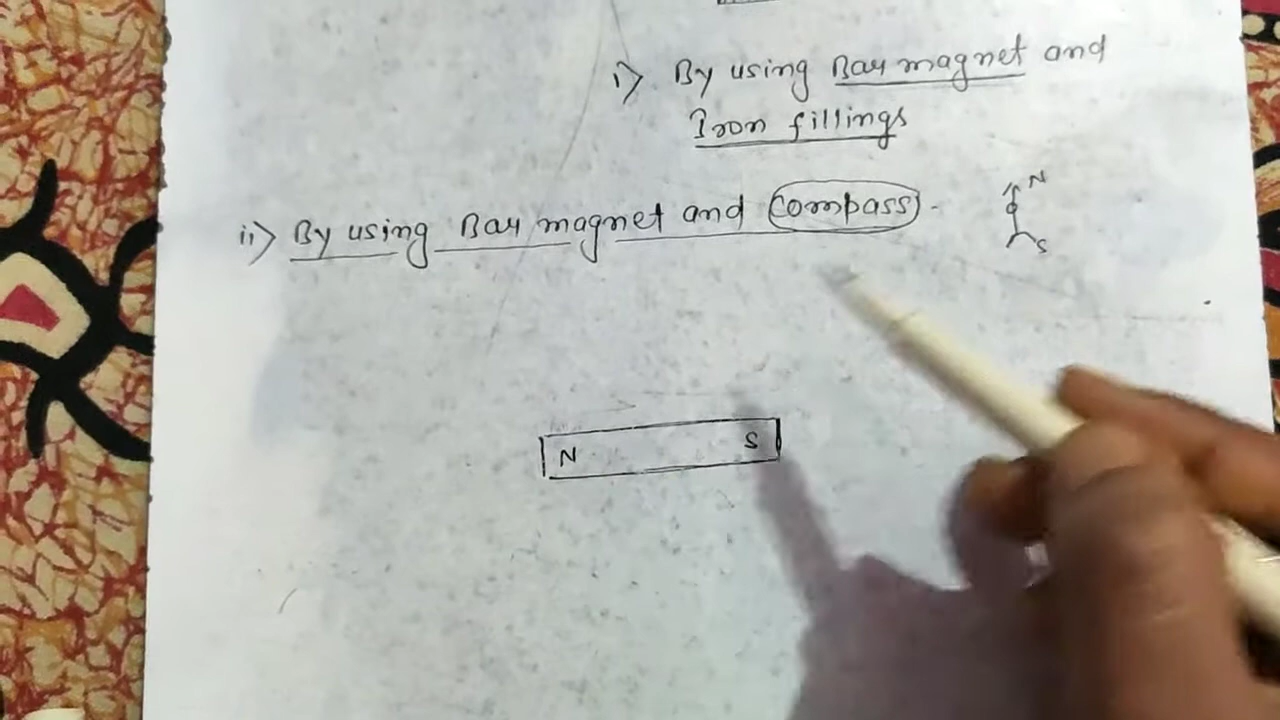 i) By using Bar magnet and
Iron fillings
ii) By using Bar magnet and compass.
N
S
N S